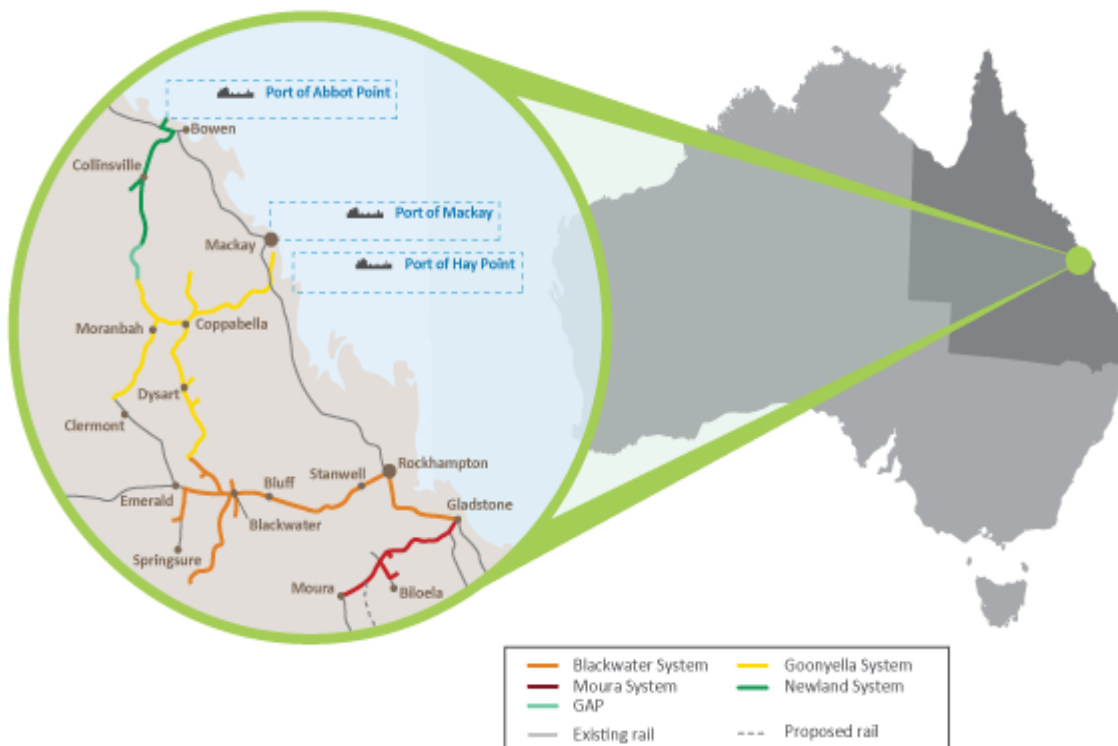 Port of Abbot Point
Bowen
Collinsville
Port of Mackay
Mackay
Port of Hay Point
Moranbah
Coppabella
Dysart
Clermont
Rockhampton
Stanwell
Bluff
Emerald
Gladstone
Blackwater
Springsure
Moura
Biloela
Blackwater System
Goonyella System
Moura System
Newland System
GAP
Existing rail
Proposed rail